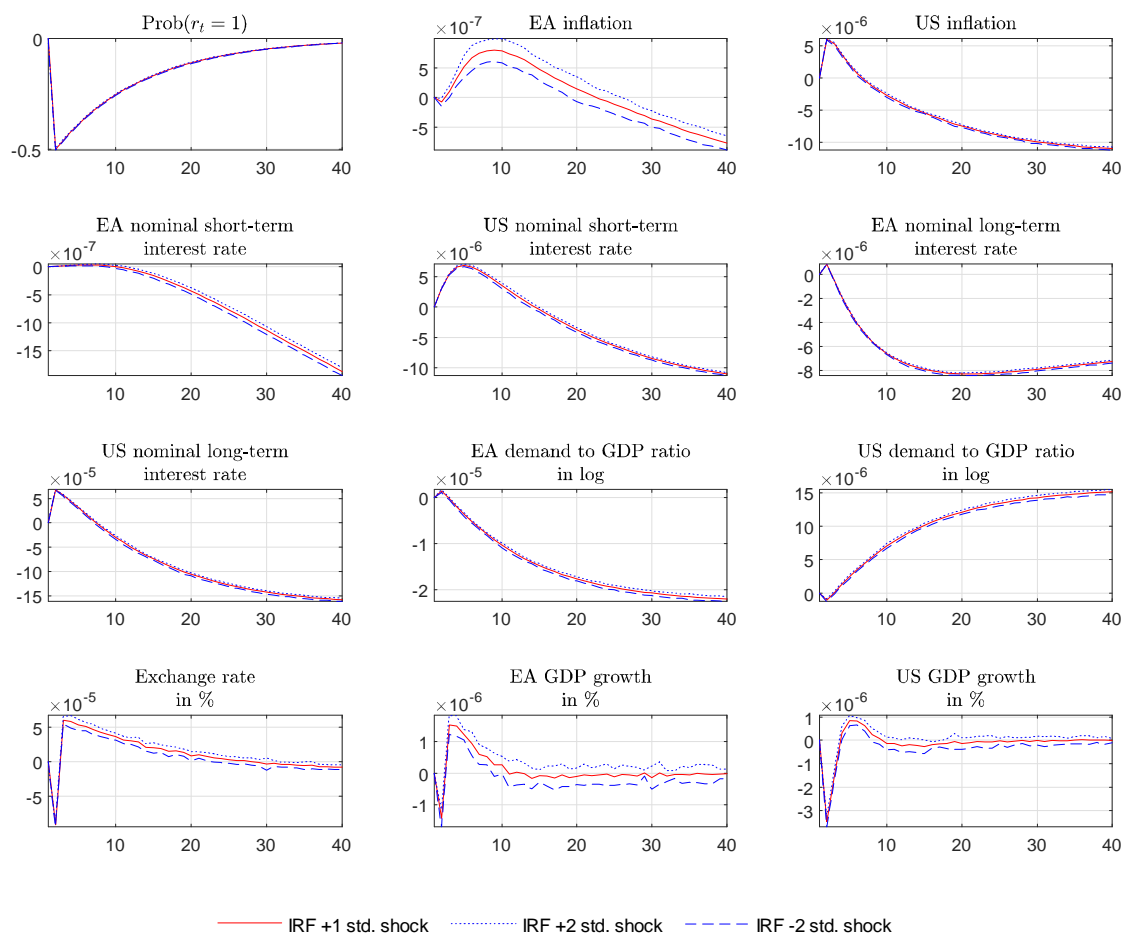 Prob(r_t = 1)
0
-0.5
10 20 30 40
EA inflation
×10^-7
5
0
-5
10 20 30 40
US inflation
×10^-6
5
0
-5
-10
10 20 30 40
EA nominal short-term
interest rate
×10^-7
0
-5
-10
-15
10 20 30 40
US nominal short-term
interest rate
×10^-6
5
0
-5
-10
10 20 30 40
EA nominal long-term
interest rate
×10^-6
0
-2
-4
-6
-8
10 20 30 40
US nominal long-term
interest rate
×10^-5
5
0
-5
-10
-15
10 20 30 40
EA demand to GDP ratio
in log
×10^-5
0
-1
-2
10 20 30 40
US demand to GDP ratio
in log
×10^-6
15
10
5
0
10 20 30 40
Exchange rate
in %
×10^-5
5
0
-5
10 20 30 40
EA GDP growth
in %
×10^-6
1
0
-1
10 20 30 40
US GDP growth
in %
×10^-6
1
0
-1
-2
-3
10 20 30 40
IRF +1 std. shock IRF +2 std. shock IRF -2 std. shock